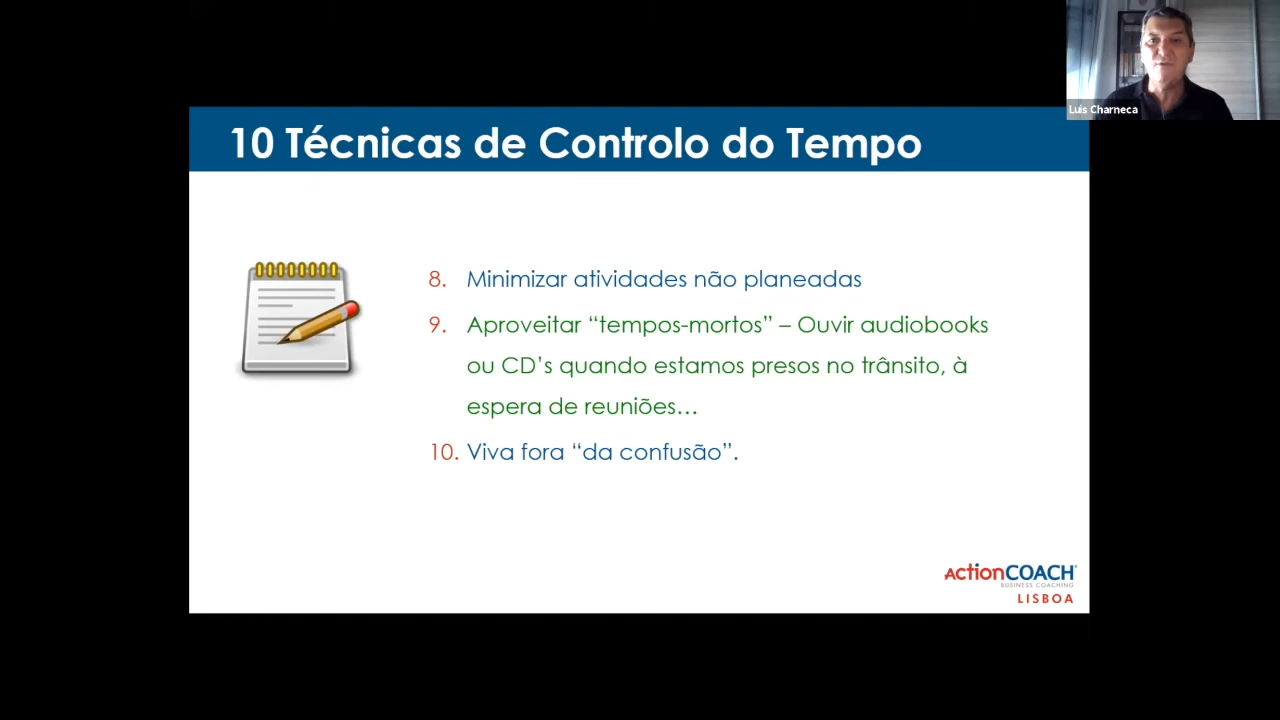 Luís Charneca
10 Técnicas de Controlo do Tempo
8. Minimizar atividades não planeadas
9. Aproveitar “tempos-mortos” – Ouvir audiobooks
ou CD’s quando estamos presos no trânsito, à
espera de reuniões…
10. Viva fora “da confusão”.
ActionCOACH
BUSINESS COACHING
LISBOA